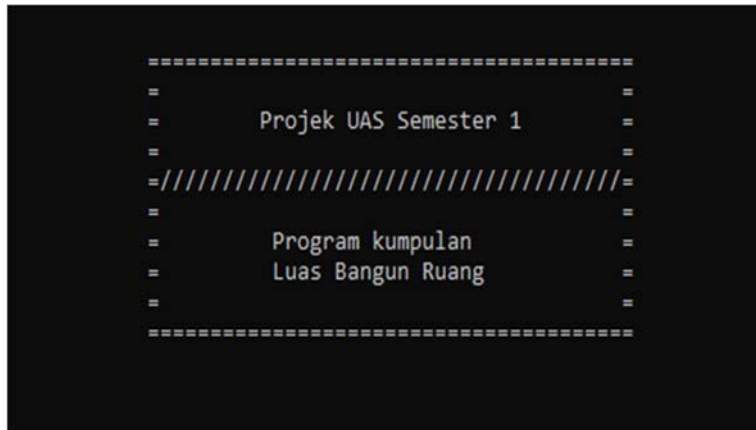 =======================================
=                                     =
=        Projek UAS Semester 1        =
=                                     =
=/////////////////////////////////////=
=                                     =
=         Program kumpulan            =
=         Luas Bangun Ruang           =
=                                     =
=======================================